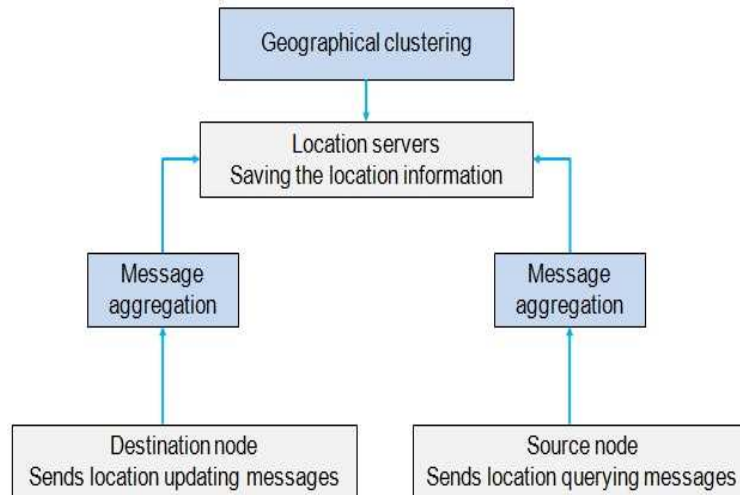 Geographical clustering
Location servers
Saving the location information
Message
aggregation
Message
aggregation
Destination node
Sends location updating messages
Source node
Sends location querying messages